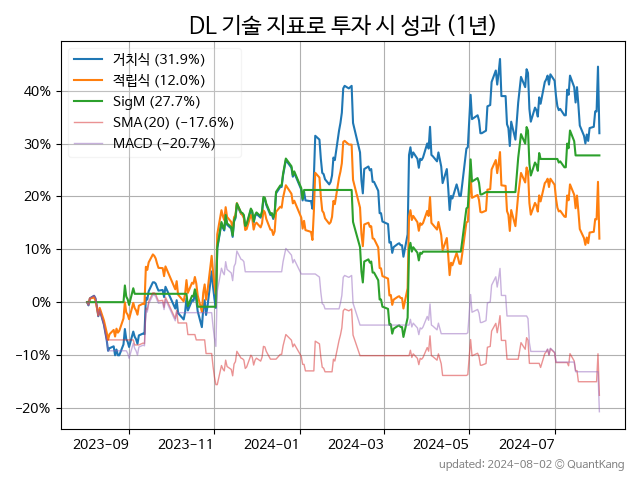 DL 기술 지표로 투자 시 성과 (1년)
거치식 (31.9%)
적립식 (12.0%)
SigM (27.7%)
SMA(20) (-17.6%)
MACD (-20.7%)
40%
30%
20%
10%
0%
-10%
-20%
2023-09 2023-11 2024-01 2024-03 2024-05 2024-07
updated: 2024-08-02 © QuantKang